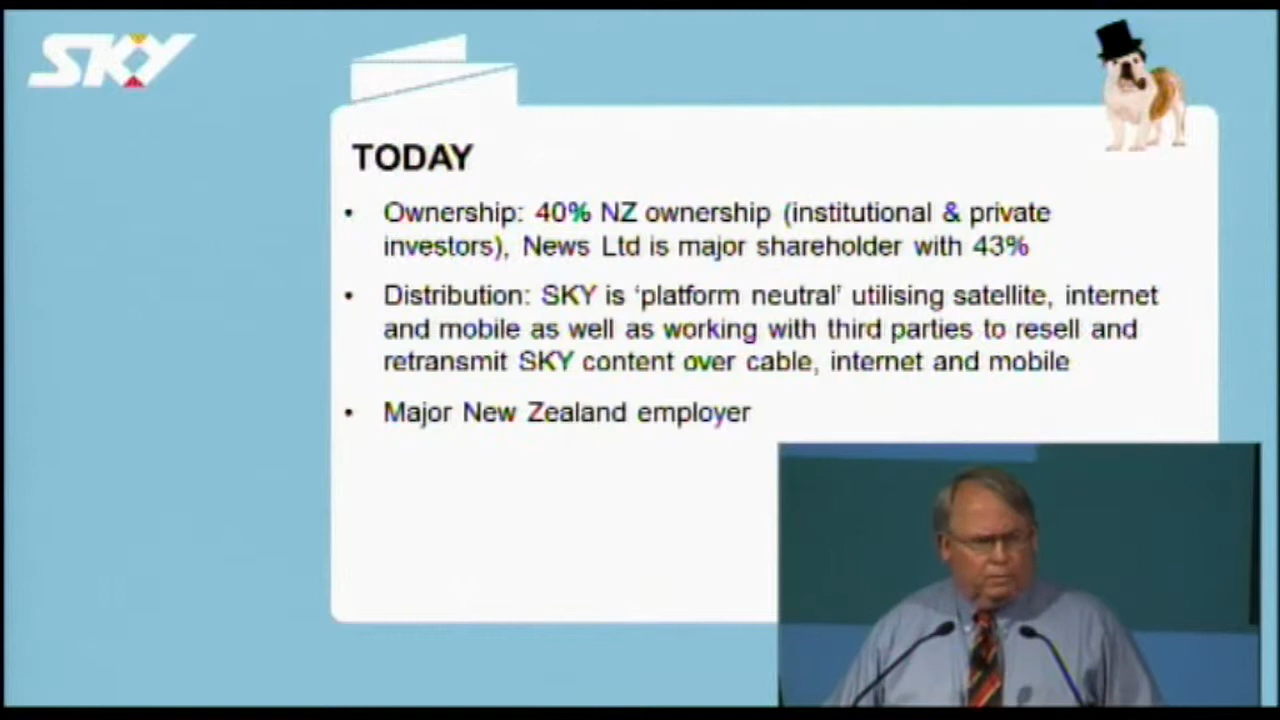 SKY
TODAY
• Ownership: 40% NZ ownership (institutional & private
investors), News Ltd is major shareholder with 43%
• Distribution: SKY is ‘platform neutral’ utilising satellite, internet
and mobile as well as working with third parties to resell and
retransmit SKY content over cable, internet and mobile
• Major New Zealand employer